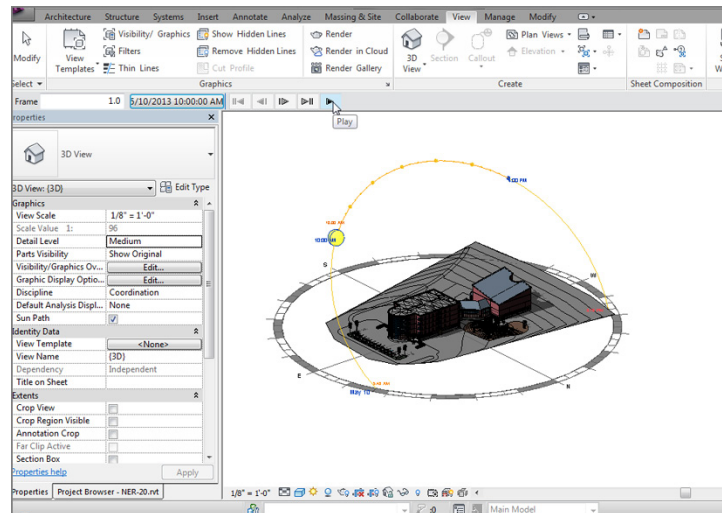 Architecture Structure Systems Insert Annotate Analyze Massing & Site Collaborate View Manage Modify
Modify
View Templates
Visibility/ Graphics
Filters
Thin Lines
Show Hidden Lines
Remove Hidden Lines
Cut Profile
Render
Render in Cloud
Render Gallery
3D View
Section
Callout
Plan Views
Elevation
Select
Graphics
Create
Sheet Composition
Frame 1.0 5/10/2013 10:00:00 AM
Play
roperties
3D View
3D View: {3D} Edit Type
Graphics
View Scale 1/8" = 1'-0"
Scale Value 1: 96
Detail Level Medium
Parts Visibility Show Original
Visibility/Graphics Ov... Edit...
Graphic Display Optio... Edit...
Discipline Coordination
Default Analysis Displ... None
Sun Path
Identity Data
View Template <None>
View Name {3D}
Dependency Independent
Title on Sheet
Extents
Crop View
Crop Region Visible
Annotation Crop
Far Clip Active
Section Box
Properties help Apply
Properties Project Browser - NER-20.rvt
S
W
E
N
May 10
1/8" = 1'-0"
:0 Main Model